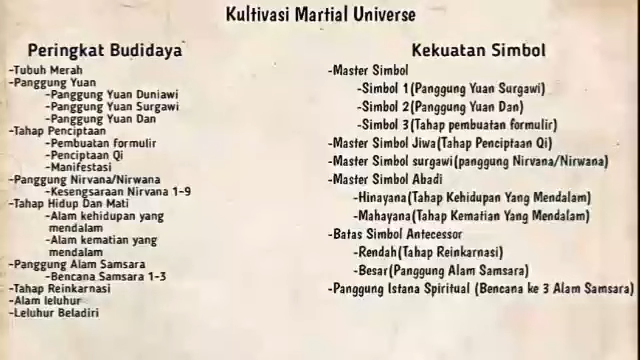 Kultivasi Martial Universe
Peringkat Budidaya
-Tubuh Merah
-Panggung Yuan
-Panggung Yuan Duniawi
-Panggung Yuan Surgawi
-Panggung Yuan Dan
-Tahap Penciptaan
-Pembuatan formulir
-Penciptaan Qi
-Manifestasi
-Panggung Nirvana/Nirwana
-Kesengsaraan Nirvana 1-9
-Tahap Hidup Dan Mati
-Alam kehidupan yang
mendalam
-Alam kematian yang
mendalam
-Panggung Alam Samsara
-Bencana Samsara 1-3
-Tahap Reinkarnasi
-Alam leluhur
-Leluhur Beladiri
Kekuatan Simbol
-Master Simbol
-Simbol 1(Panggung Yuan Surgawi)
-Simbol 2(Panggung Yuan Dan)
-Simbol 3(Tahap pembuatan formulir)
-Master Simbol Jiwa(Tahap Penciptaan Qi)
-Master Simbol surgawi(panggung Nirvana/Nirwana)
-Master Simbol Abadi
-Hinayana(Tahap Kehidupan Yang Mendalam)
-Mahayana(Tahap Kematian Yang Mendalam)
-Batas Simbol Antecessor
-Rendah(Tahap Reinkarnasi)
-Besar(Panggung Alam Samsara)
-Panggung Istana Spiritual (Bencana ke 3 Alam Samsara)